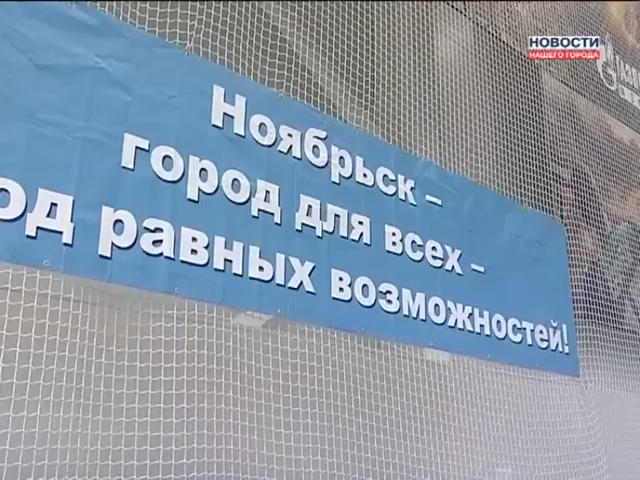 НОВОСТИ
НАШЕГО ГОРОДА
Ноябрьск –
город для всех –
од равных возможностей!